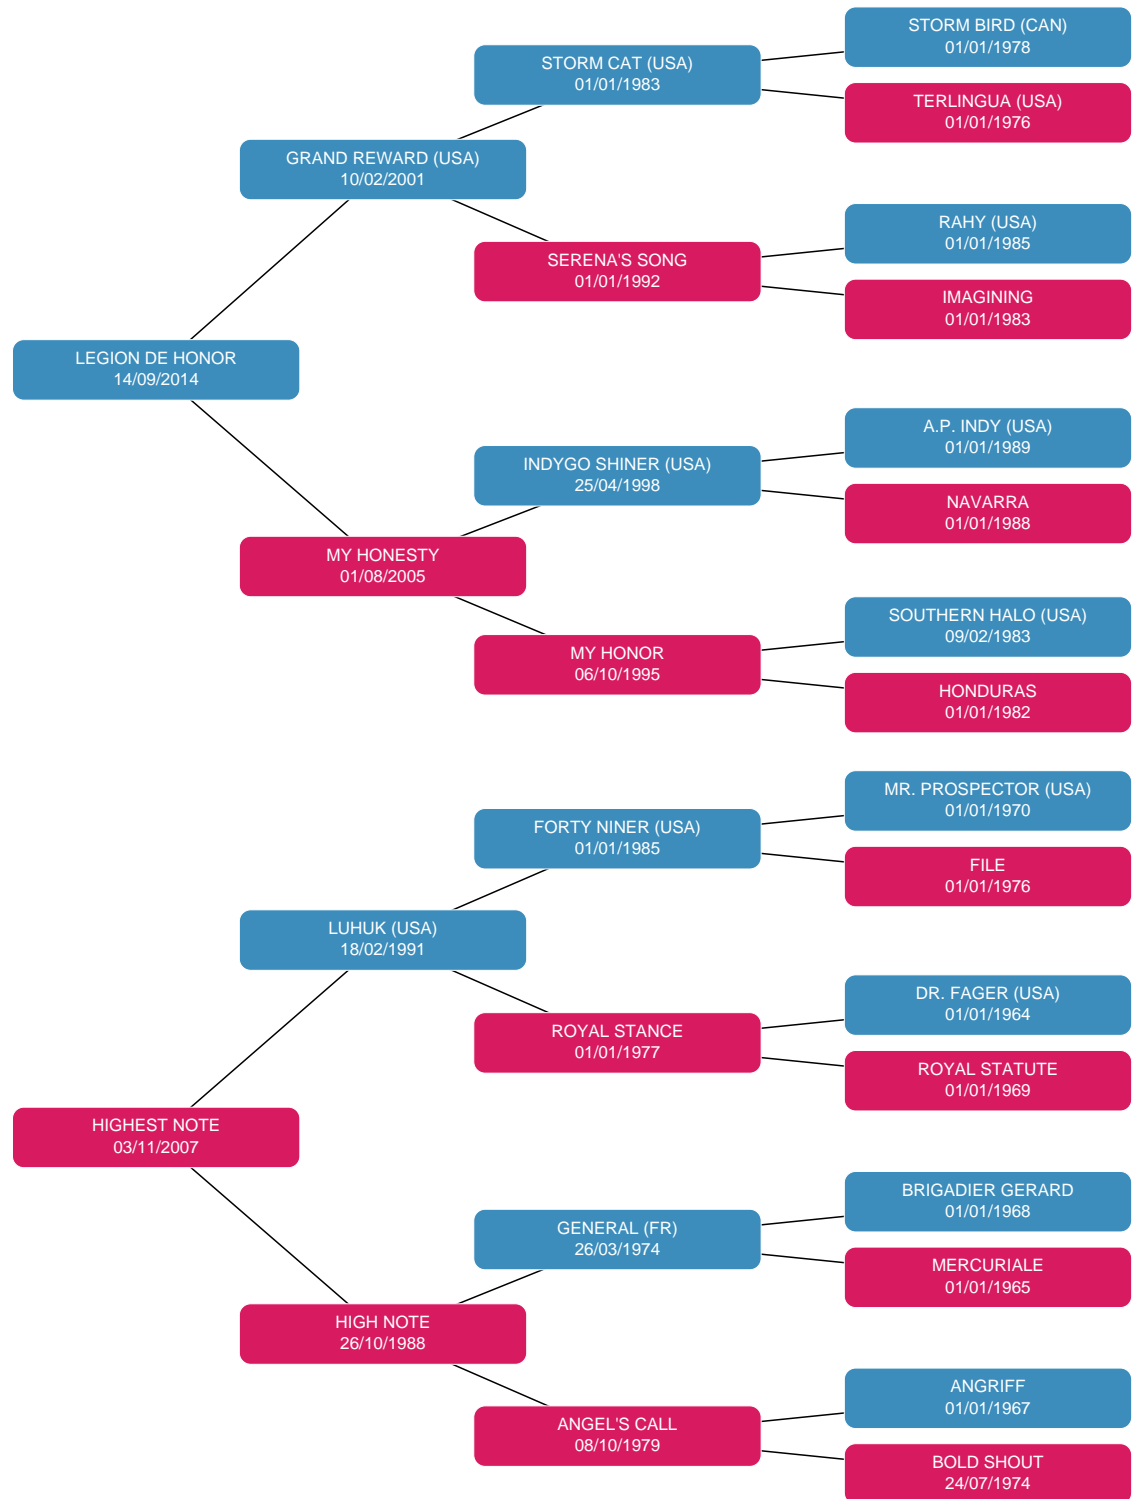 STORM BIRD (CAN)
01/01/1978
STORM CAT (USA)
01/01/1983
TERLINGUA (USA)
01/01/1976
GRAND REWARD (USA)
10/02/2001
RAHY (USA)
01/01/1985
SERENA'S SONG
01/01/1992
IMAGINING
01/01/1983
LEGION DE HONOR
14/09/2014
A.P. INDY (USA)
01/01/1989
INDYGO SHINER (USA)
25/04/1998
NAVARRA
01/01/1988
MY HONESTY
01/08/2005
SOUTHERN HALO (USA)
09/02/1983
MY HONOR
06/10/1995
HONDURAS
01/01/1982
MR. PROSPECTOR (USA)
01/01/1970
FORTY NINER (USA)
01/01/1985
FILE
01/01/1976
LUHUK (USA)
18/02/1991
DR. FAGER (USA)
01/01/1964
ROYAL STANCE
01/01/1977
ROYAL STATUTE
01/01/1969
HIGHEST NOTE
03/11/2007
BRIGADIER GERARD
01/01/1968
GENERAL (FR)
26/03/1974
MERCURIALE
01/01/1965
HIGH NOTE
26/10/1988
ANGRIFF
01/01/1967
ANGEL'S CALL
08/10/1979
BOLD SHOUT
24/07/1974